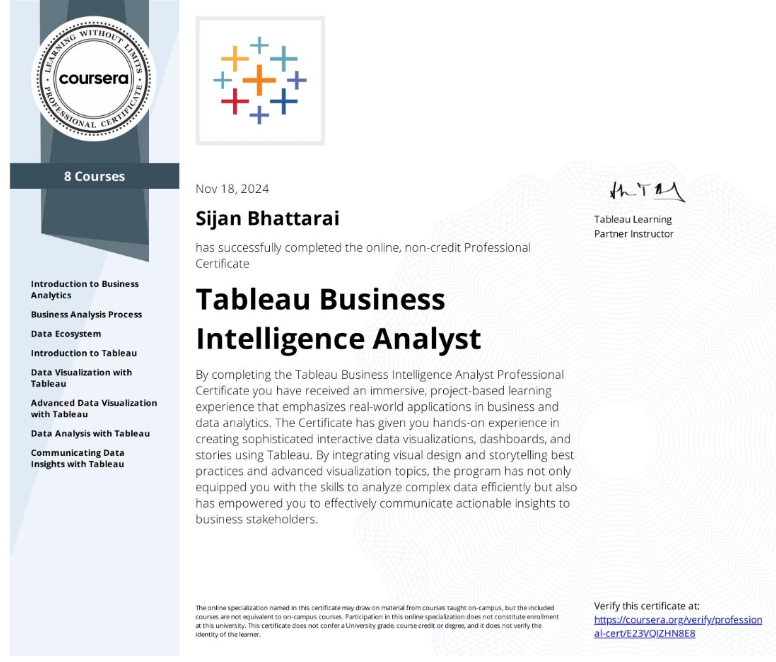 LEARNING WITHOUT LIMITS
coursera
PROFESSIONAL CERTIFICATE
8 Courses
Introduction to Business
Analytics
Business Analysis Process
Data Ecosystem
Introduction to Tableau
Data Visualization with
Tableau
Advanced Data Visualization
with Tableau
Data Analysis with Tableau
Communicating Data
Insights with Tableau
Nov 18, 2024
Sijan Bhattarai
has successfully completed the online, non-credit Professional
Certificate
Tableau Business
Intelligence Analyst
By completing the Tableau Business Intelligence Analyst Professional
Certificate you have received an immersive, project-based learning
experience that emphasizes real-world applications in business and
data analytics. The Certificate has given you hands-on experience in
creating sophisticated interactive data visualizations, dashboards, and
stories using Tableau. By integrating visual design and storytelling best
practices and advanced visualization topics, the program has not only
equipped you with the skills to analyze complex data efficiently but also
has empowered you to effectively communicate actionable insights to
business stakeholders.
Tableau Learning
Partner Instructor
The online specialization named in this certificate may draw on material from courses taught on-campus, but the included
courses are not equivalent to on-campus courses. Participation in this online specialization does not constitute enrollment
at this university. This certificate does not confer a University grade, course credit or degree, and it does not verify the
identity of the learner.
Verify this certificate at:
https://coursera.org/verify/profession
al-cert/E23VQIZHN8E8